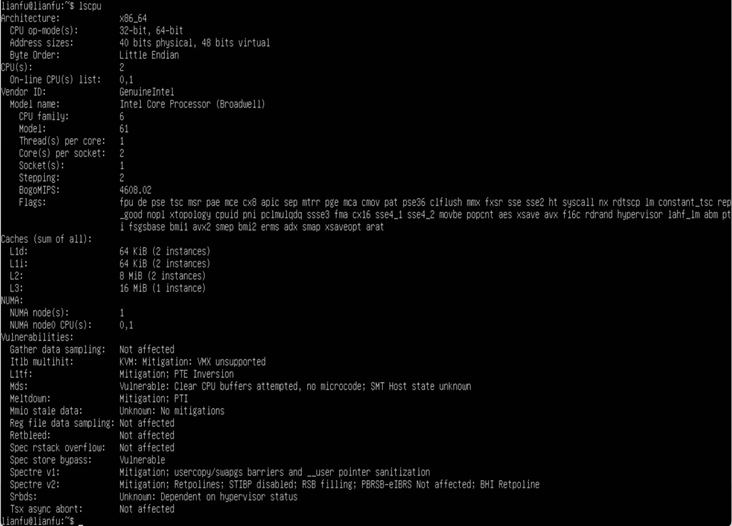 lianfu@lianfu:~$ lscpu
Architecture: x86_64
CPU op-mode(s): 32-bit, 64-bit
Address sizes: 40 bits physical, 48 bits virtual
Byte Order: Little Endian
CPU(s): 2
On-line CPU(s) list: 0,1
Vendor ID: GenuineIntel
Model name: Intel Core Processor (Broadwell)
CPU family: 6
Model: 61
Thread(s) per core: 1
Core(s) per socket: 2
Socket(s): 1
Stepping: 2
BogoMIPS: 4608.02
Flags: fpu de pse tsc msr pae mce cx8 apic sep mtrr pge mca cmov pat pse36 clflush mmx fxsr sse sse2 ht syscall nx rdtscp lm constant_tsc rep
_good nopl xtopology cpuid pni pclmulqdq ssse3 fma cx16 sse4_1 sse4_2 movbe popcnt aes xsave avx f16c rdrand hypervisor lahf_lm abm pt
i fsgsbase bmi1 avx2 smep bmi2 erms adx smap xsaveopt arat
Caches (sum of all):
L1d: 64 KiB (2 instances)
L1i: 64 KiB (2 instances)
L2: 8 MiB (2 instances)
L3: 16 MiB (1 instance)
NUMA:
NUMA node(s): 1
NUMA node0 CPU(s): 0,1
Vulnerabilities:
Gather data sampling: Not affected
Itlb multihit: KVM: Mitigation: VMX unsupported
L1tf: Mitigation; PTE Inversion
Mds: Vulnerable: Clear CPU buffers attempted, no microcode; SMT Host state unknown
Meltdown: Mitigation; PTI
Mmio stale data: Unknown: No mitigations
Reg file data sampling: Not affected
Retbleed: Not affected
Spec rstack overflow: Not affected
Spec store bypass: Vulnerable
Spectre v1: Mitigation; usercopy/swapgs barriers and __user pointer sanitization
Spectre v2: Mitigation; Retpolines; STIBP disabled; RSB filling; PBRSB-eIBRS Not affected; BHI Retpoline
Srbds: Unknown: Dependent on hypervisor status
Tsx async abort: Not affected
lianfu@lianfu:~$ _